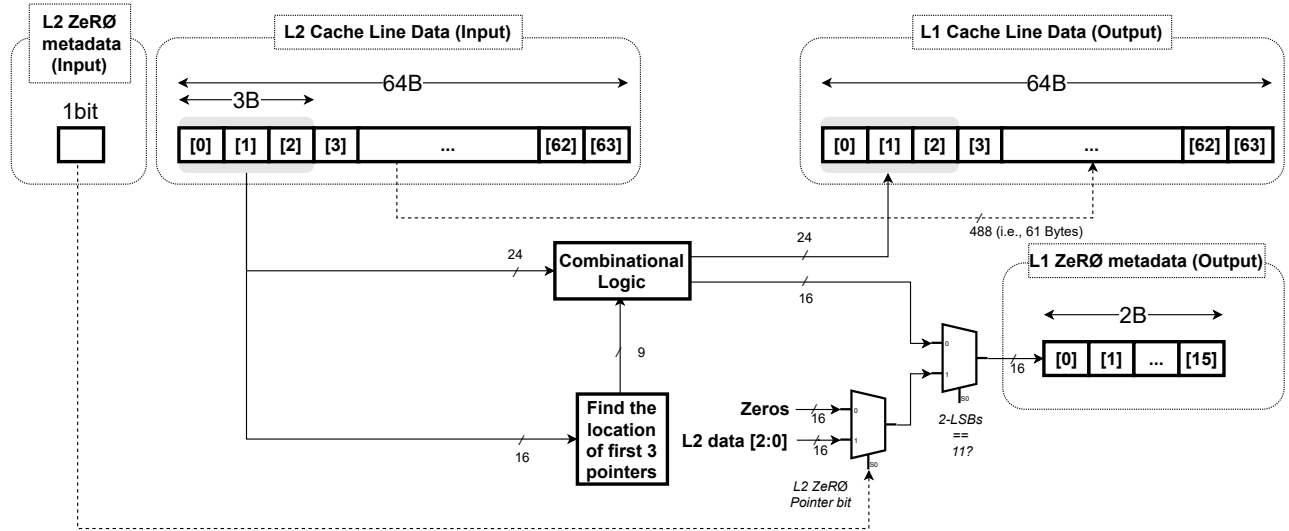 L2 ZeRØ
metadata
(Input)
1bit
L2 Cache Line Data (Input)
64B
3B
[0] [1] [2] [3] ... [62] [63]
L1 Cache Line Data (Output)
64B
[0] [1] [2] [3] ... [62] [63]
488 (i.e., 61 Bytes)
24
Combinational
Logic
24
16
9
16
Find the
location
of first 3
pointers
Zeros
16
L2 data [2:0]
16
0
1
S0
L2 ZeRØ
Pointer bit
0
1
S0
2-LSBs
==
11?
16
L1 ZeRØ metadata (Output)
2B
[0] [1] ... [15]